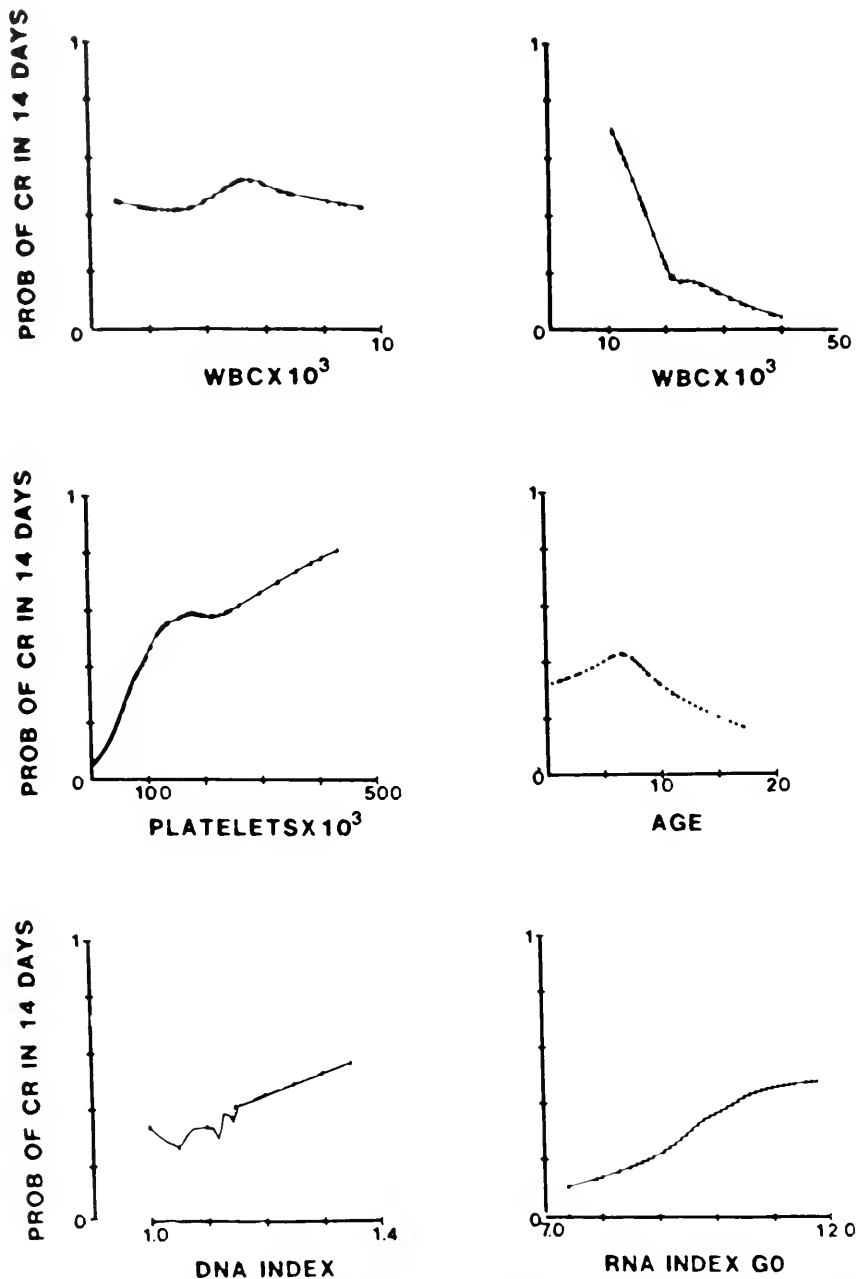 PROB OF CR IN 14 DAYS
1
0
10
WBCX10³
1
0
10
50
WBCX10³
PROB OF CR IN 14 DAYS
1
0
100
500
PLATELETSX10³
1
0
10
20
AGE
PROB OF CR IN 14 DAYS
1
0
1.0
1.4
DNA INDEX
1
0
7.0
12.0
RNA INDEX G0